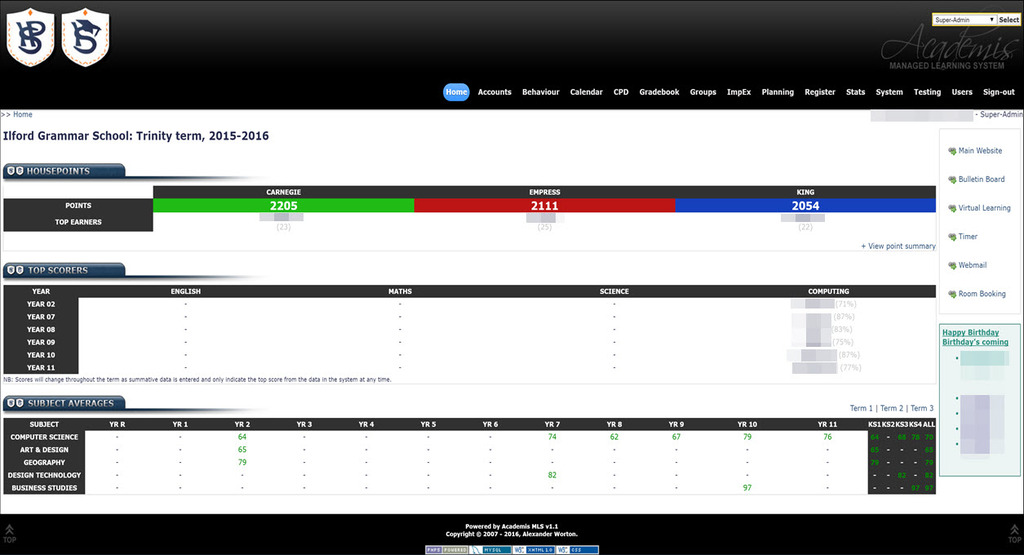 Super-Admin Select
Academis
MANAGED LEARNING SYSTEM
Home Accounts Behaviour Calendar CPD Gradebook Groups ImpEx Planning Register Stats System Testing Users Sign-out
>> Home
- Super-Admin
Ilford Grammar School: Trinity term, 2015-2016
HOUSEPOINTS
CARNEGIE EMPRESS KING
POINTS 2205 2111 2054
TOP EARNERS
(23) (25) (22)
+ View point summary
TOP SCORERS
YEAR ENGLISH MATHS SCIENCE COMPUTING
YEAR 02 - - - (71%)
YEAR 07 - - - (87%)
YEAR 08 - - - (83%)
YEAR 09 - - - (75%)
YEAR 10 - - - (87%)
YEAR 11 - - - (77%)
NB: Scores will change throughout the term as summative data is entered and only indicate the top score from the data in the system at any time.
SUBJECT AVERAGES
Term 1 | Term 2 | Term 3
SUBJECT YR R YR 1 YR 2 YR 3 YR 4 YR 5 YR 6 YR 7 YR 8 YR 9 YR 10 YR 11 KS1 KS2 KS3 KS4 ALL
COMPUTER SCIENCE - - 64 - - - - 74 62 67 79 76 64 - 68 78 70
ART & DESIGN - - 65 - - - - - - - - - 65 - - - 65
GEOGRAPHY - - 79 - - - - - - - - - 79 - - - 79
DESIGN TECHNOLOGY - - - - - - - 82 - - - - - - 82 - 82
BUSINESS STUDIES - - - - - - - - - - 97 - - - - 97 97
Main Website
Bulletin Board
Virtual Learning
Timer
Webmail
Room Booking
Happy Birthday
Birthday's coming
TOP
Powered by Academis MLS v1.1
Copyright © 2007 - 2016, Alexander Worton.
TOP
POWERED MYSQL W3C XHTML 1.0 W3C CSS